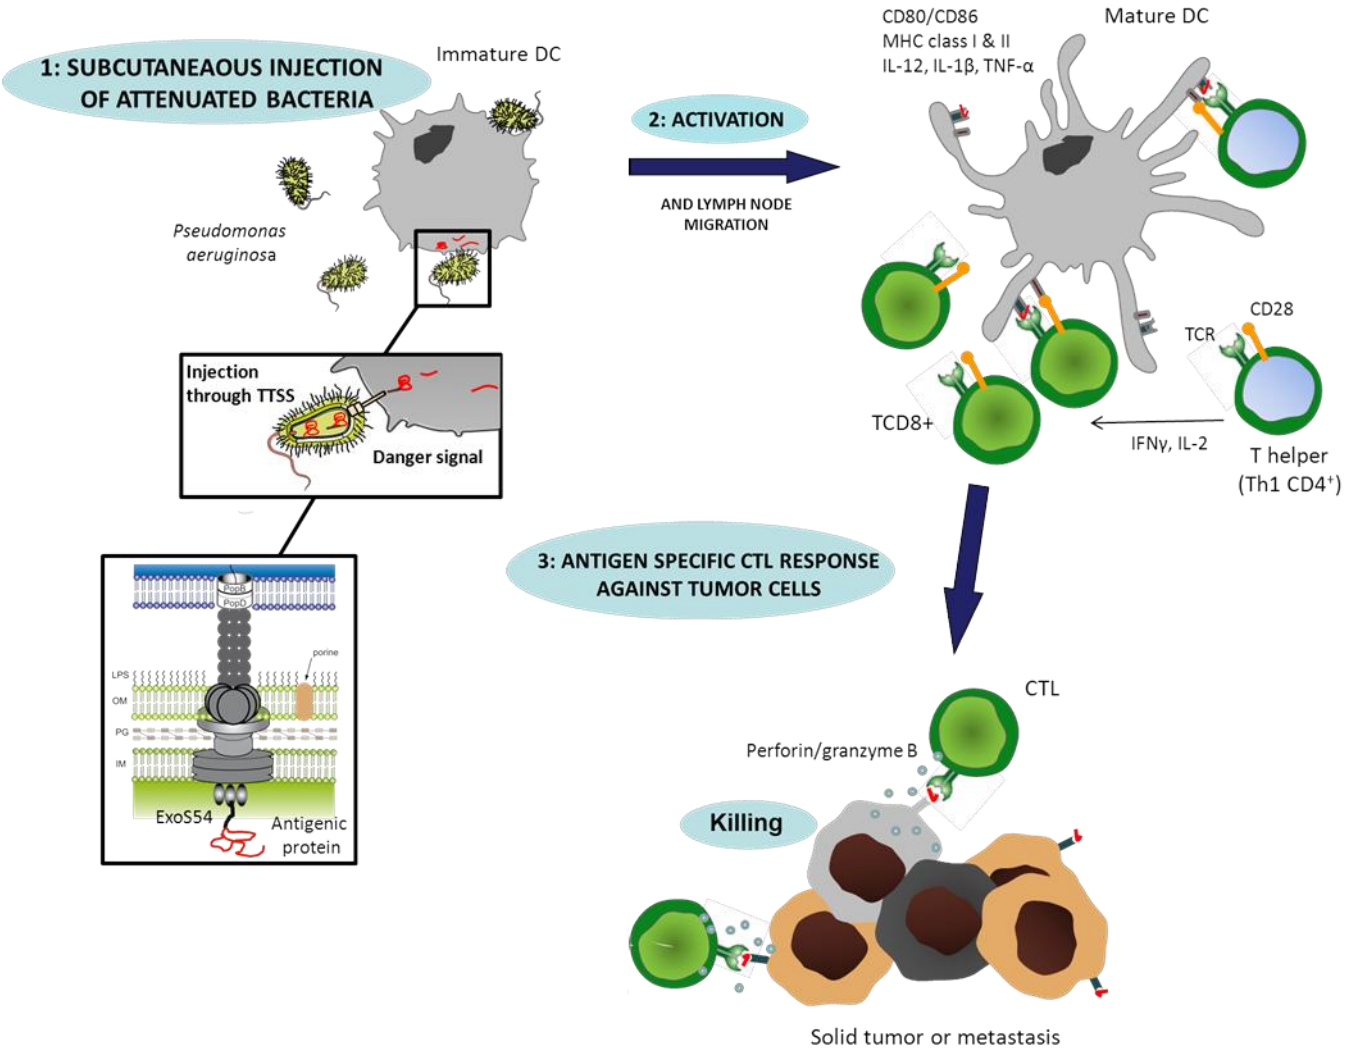 1: SUBCUTANEAOUS INJECTION
OF ATTENUATED BACTERIA
Immature DC
Pseudomonas
aeruginosa
Injection
through TTSS
Danger signal
PopB
PopD
porine
LPS
OM
PG
IM
ExoS54
Antigenic
protein
2: ACTIVATION
AND LYMPH NODE
MIGRATION
CD80/CD86
MHC class I & II
IL-12, IL-1β, TNF-α
Mature DC
CD28
TCR
TCD8+
IFNγ, IL-2
T helper
(Th1 CD4⁺)
3: ANTIGEN SPECIFIC CTL RESPONSE
AGAINST TUMOR CELLS
CTL
Perforin/granzyme B
Killing
Solid tumor or metastasis